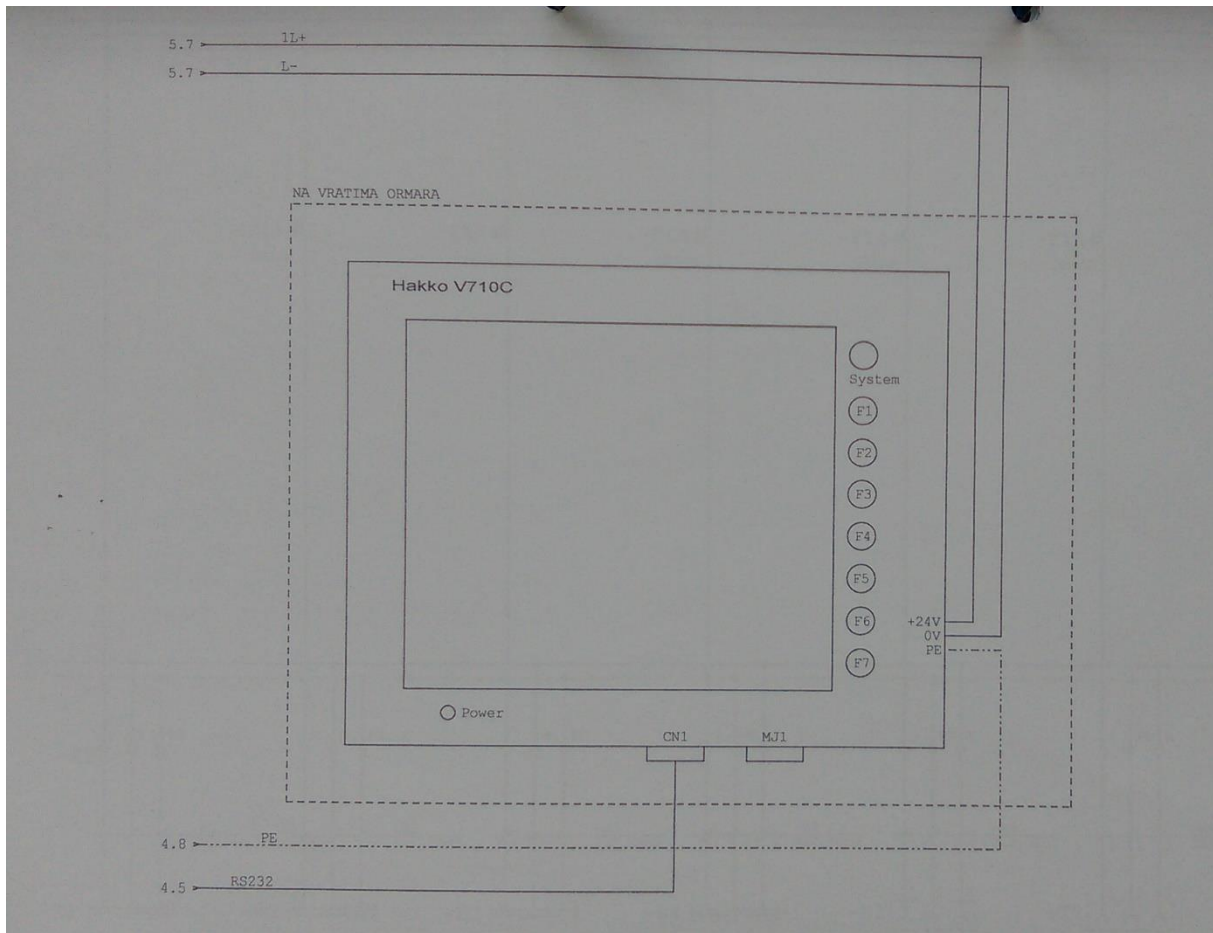 5.7 1L+
5.7 L-
NA VRATIMA ORMARA
Hakko V710C
System
F1
F2
F3
F4
F5
F6
F7
+24V
0V
PE
Power
CN1 MJ1
4.8 PE
4.5 RS232